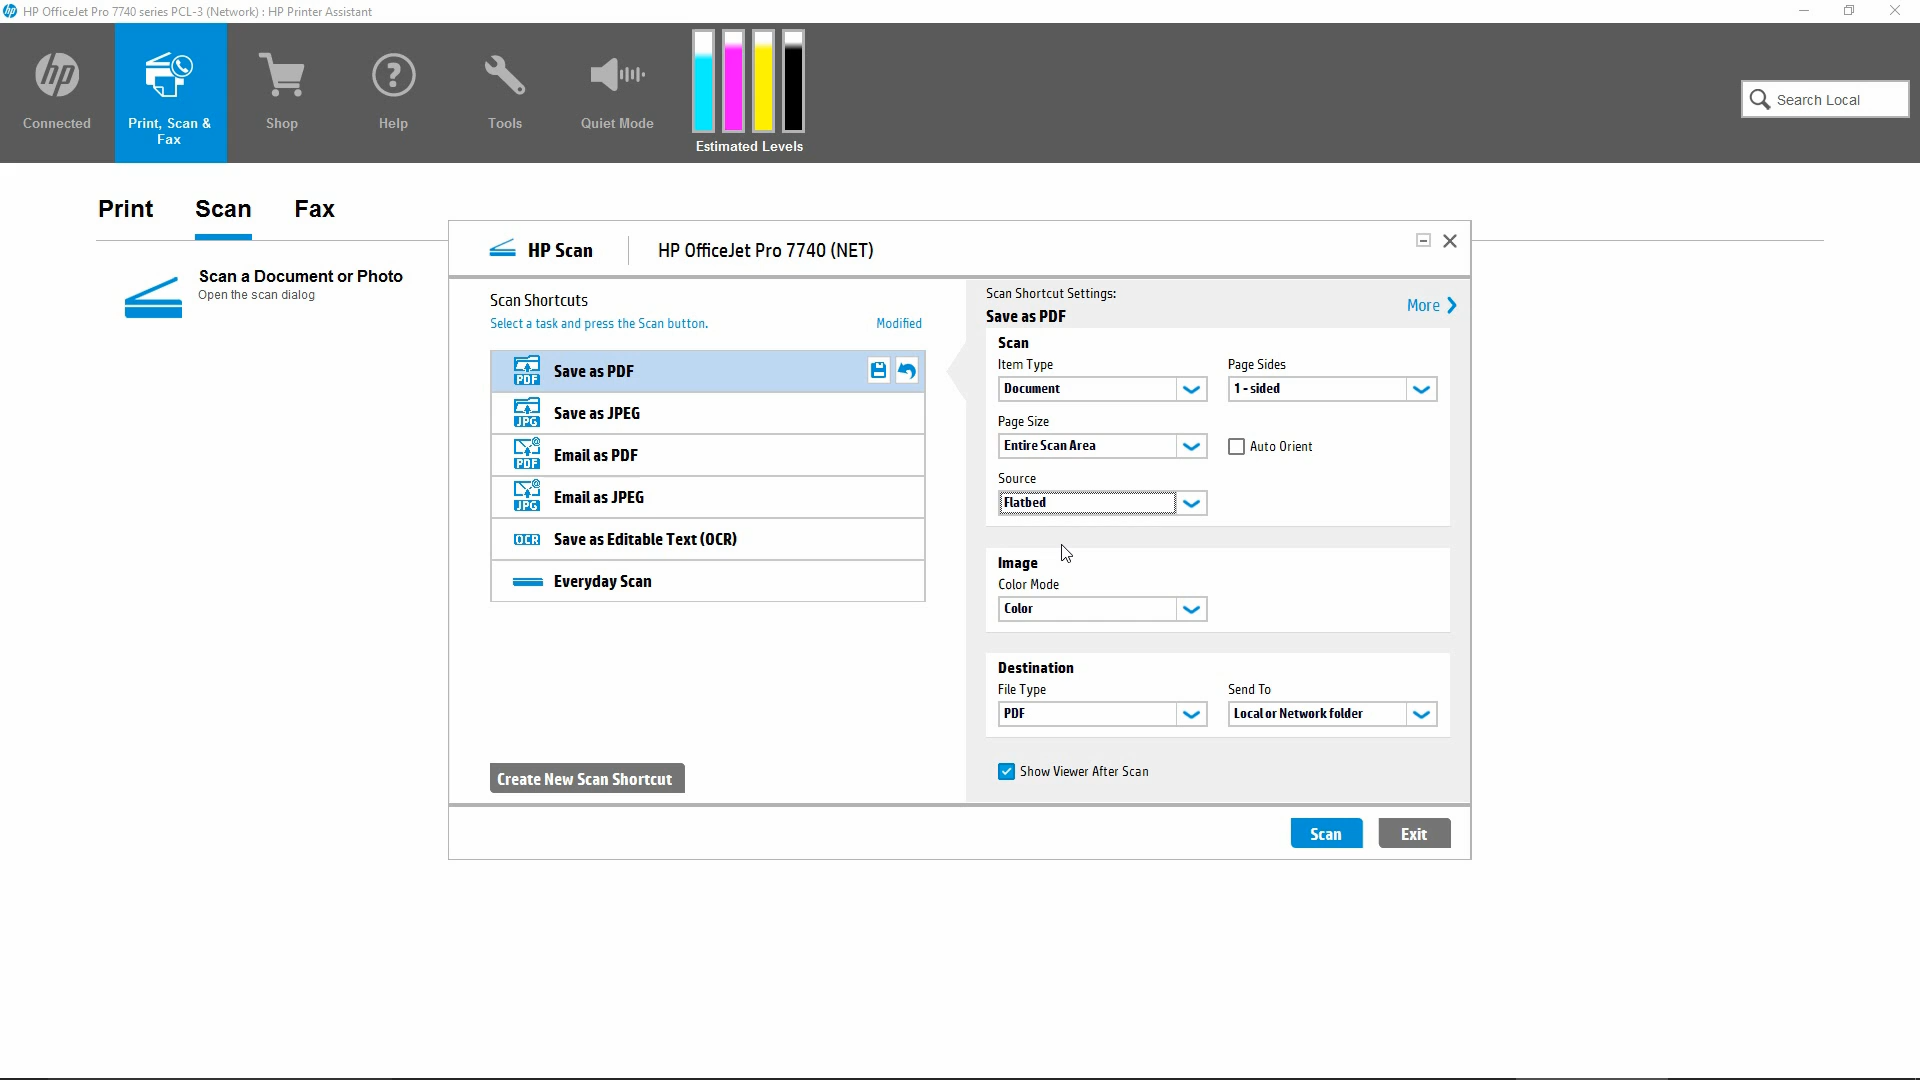 HP OfficeJet Pro 7740 series PCL-3 (Network) : HP Printer Assistant
hp
Connected
Print, Scan &
Fax
Shop
?
Help
Tools
Quiet Mode
Estimated Levels
Search Local
Print
Scan
Fax
Scan a Document or Photo
Open the scan dialog
HP Scan
HP OfficeJet Pro 7740 (NET)
Scan Shortcuts
Select a task and press the Scan button.
Modified
PDF
Save as PDF
JPG
Save as JPEG
@
PDF
Email as PDF
@
JPG
Email as JPEG
OCR
Save as Editable Text (OCR)
Everyday Scan
Create New Scan Shortcut
Scan Shortcut Settings:
Save as PDF
More
Scan
Item Type
Page Sides
Document
1 - sided
Page Size
Entire Scan Area
Auto Orient
Source
Flatbed
Image
Color Mode
Color
Destination
File Type
Send To
PDF
Local or Network folder
Show Viewer After Scan
Scan
Exit